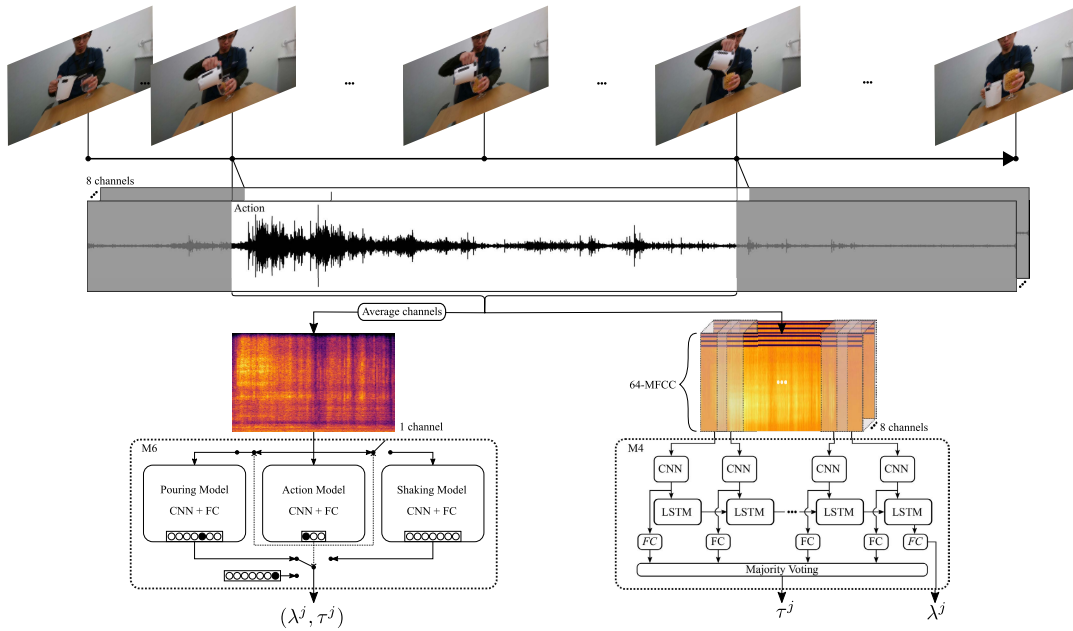 8 channels
Action
Average channels
64-MFCC
1 channel
8 channels
M6
M4
Pouring Model
CNN + FC
Action Model
CNN + FC
Shaking Model
CNN + FC
CNN
CNN
CNN
CNN
LSTM
LSTM
LSTM
LSTM
FC
FC
FC
FC
FC
Majority Voting
(λ^j, τ^j)
τ^j
λ^j